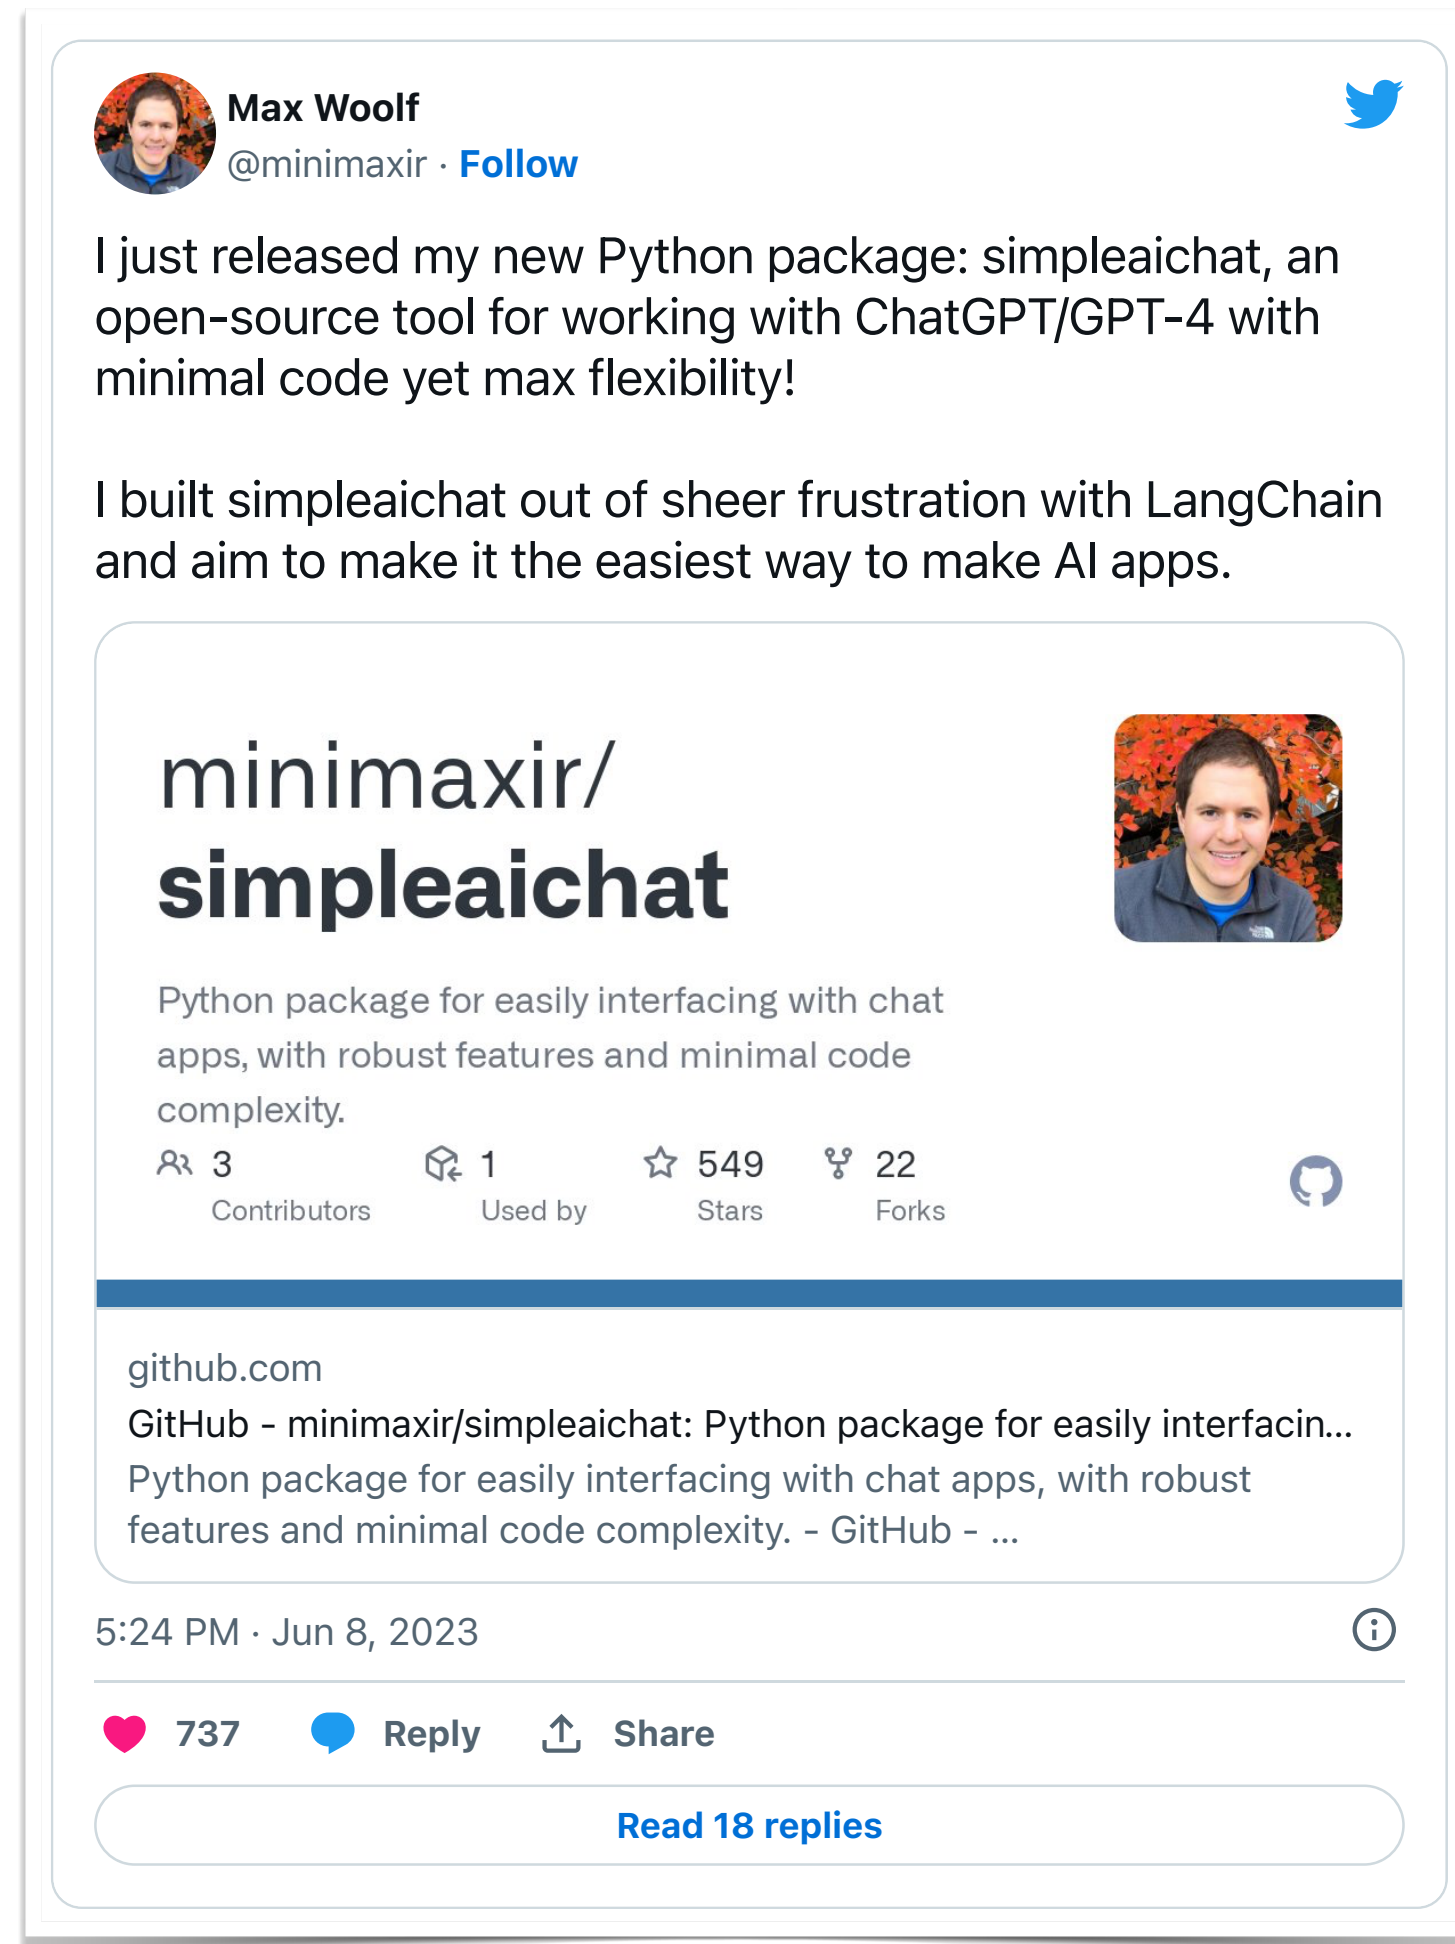 Max Woolf
@minimaxir · Follow
I just released my new Python package: simpleaichat, an
open-source tool for working with ChatGPT/GPT-4 with
minimal code yet max flexibility!
I built simpleaichat out of sheer frustration with LangChain
and aim to make it the easiest way to make AI apps.
minimaxir/
simpleaichat
Python package for easily interfacing with chat
apps, with robust features and minimal code
complexity.
3 1 549 22
Contributors Used by Stars Forks
github.com
GitHub - minimaxir/simpleaichat: Python package for easily interfacin...
Python package for easily interfacing with chat apps, with robust
features and minimal code complexity. - GitHub - ...
5:24 PM · Jun 8, 2023
737 Reply Share
Read 18 replies